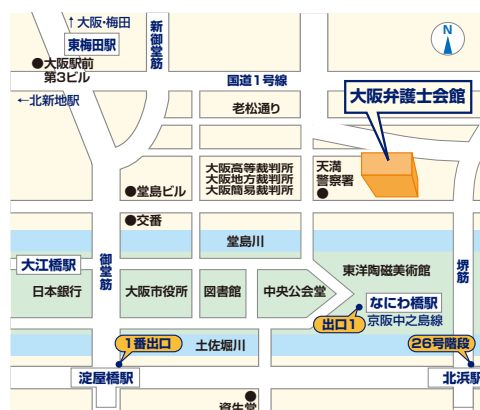 ↑大阪・梅田
東梅田駅
新御堂筋
N
●大阪駅前
第3ビル
国道1号線
←北新地駅
老松通り
大阪弁護士会館
大阪高等裁判所
大阪地方裁判所
大阪簡易裁判所
天満
警察署
●堂島ビル
●交番
堂島川
大江橋駅
御堂筋
東洋陶磁美術館
堺筋
日本銀行
大阪市役所
図書館
中央公会堂
なにわ橋駅
出口1
京阪中之島線
1番出口
土佐堀川
26号階段
淀屋橋駅
北浜駅
資生堂